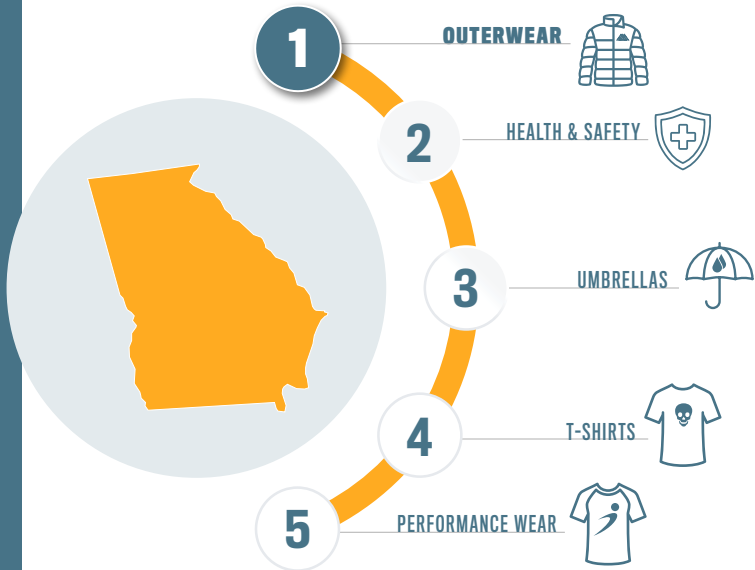 1
OUTERWEAR
2
HEALTH & SAFETY
3
UMBRELLAS
4
T-SHIRTS
5
PERFORMANCE WEAR